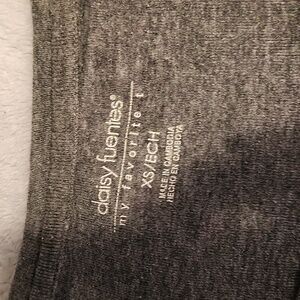 daisy fuentes®
my favorite t
XS/ECH
MADE IN CAMBODIA
HECHO EN CAMBOYA